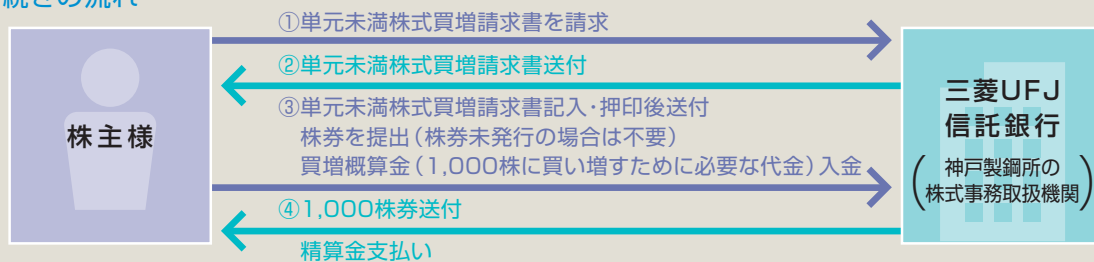 続きの流れ
①単元未満株式買増請求書を請求
②単元未満株式買増請求書送付
③単元未満株式買増請求書記入・押印後送付
株券を提出（株券未発行の場合は不要）
買増概算金（1,000株に買い増すために必要な代金）入金
④1,000株券送付
精算金支払い
株主様
三菱UFJ
信託銀行
（神戸製鋼所の
株式事務取扱機関）